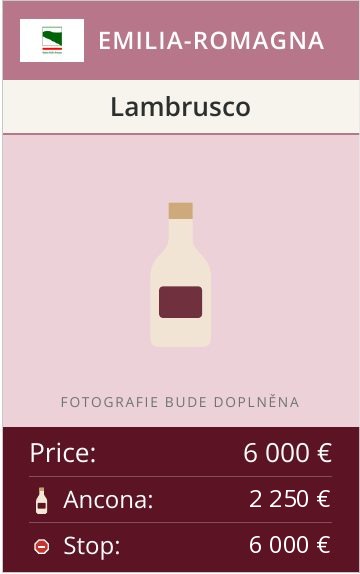 EMILIA-ROMAGNA
Lambrusco
FOTOGRAFIE BUDE DOPLNĚNA
Price: 6 000 €
Ancona: 2 250 €
Stop: 6 000 €